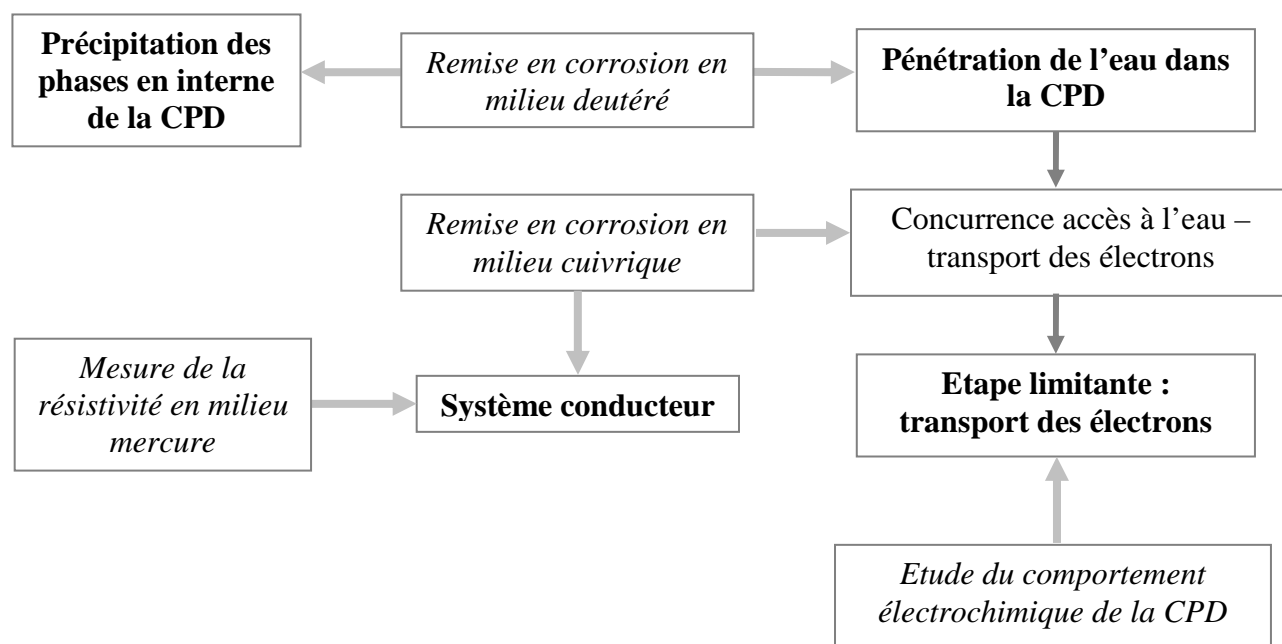 Précipitation des
phases en interne
de la CPD
Remise en corrosion en
milieu deutéré
Pénétration de l’eau dans
la CPD
Remise en corrosion en
milieu cuivrique
Concurrence accès à l’eau –
transport des électrons
Mesure de la
résistivité en milieu
mercure
Système conducteur
Etape limitante :
transport des électrons
Etude du comportement
électrochimique de la CPD